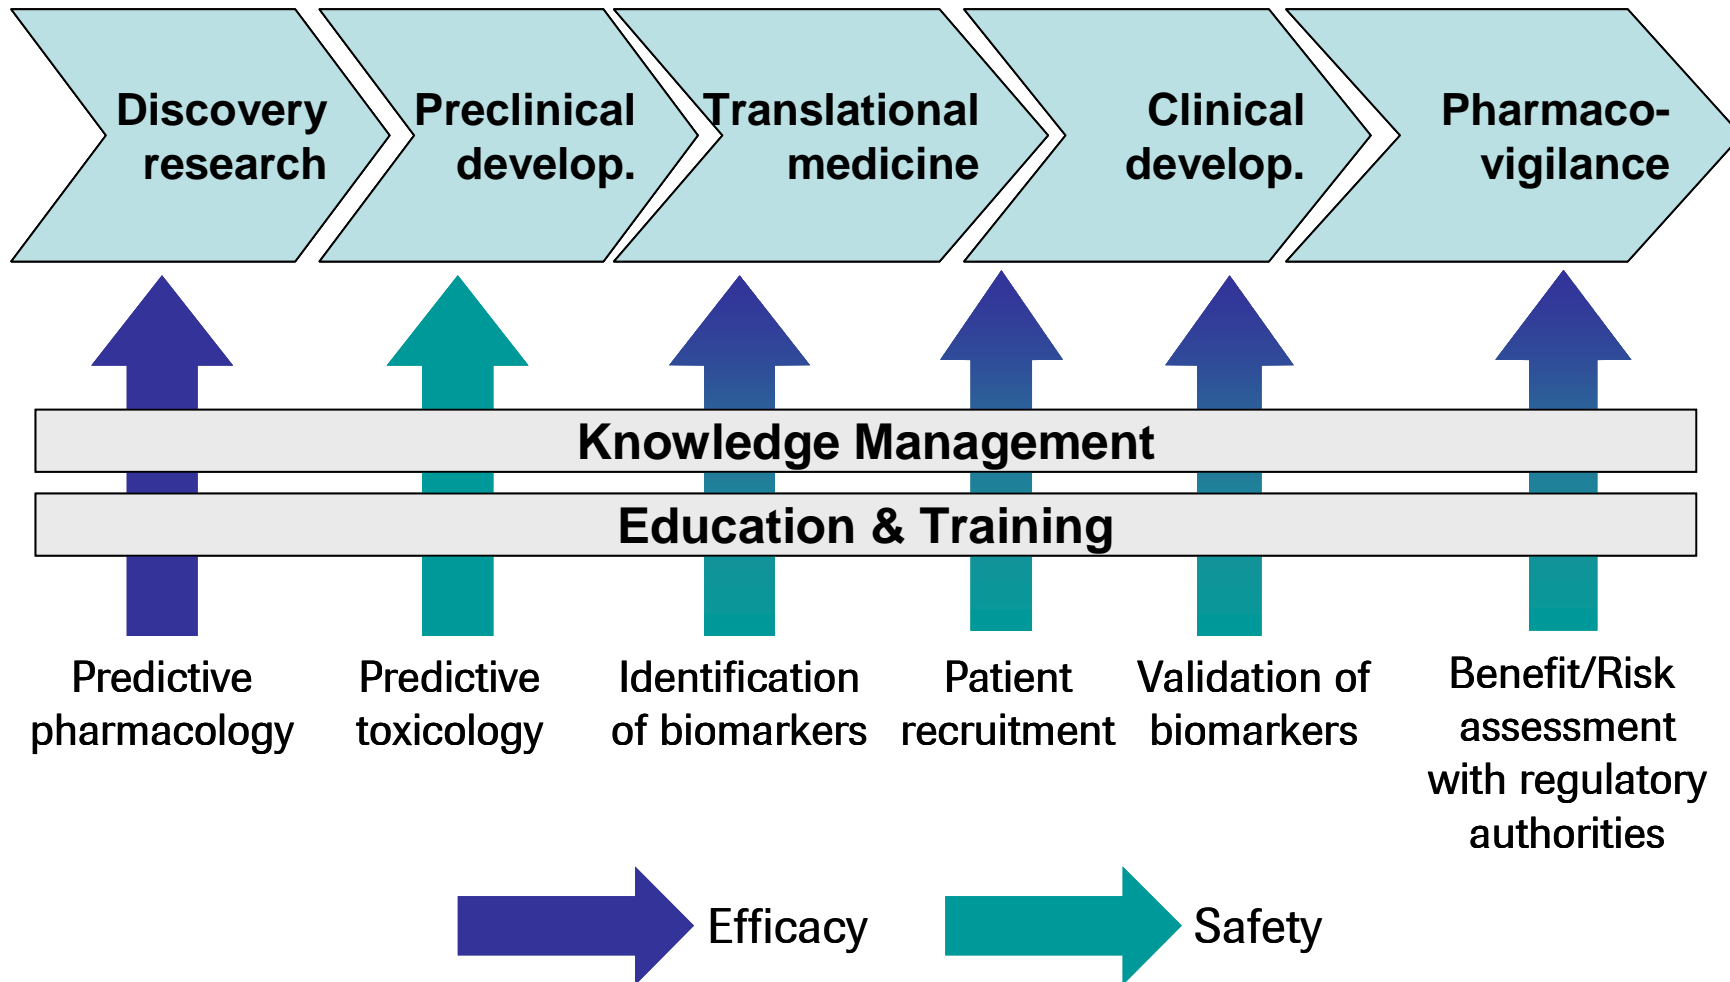 Discovery
research
Preclinical
develop.
Translational
medicine
Clinical
develop.
Pharmaco-
vigilance
Knowledge Management
Education & Training
Predictive
pharmacology
Predictive
toxicology
Identification
of biomarkers
Patient
recruitment
Validation of
biomarkers
Benefit/Risk
assessment
with regulatory
authorities
Efficacy
Safety